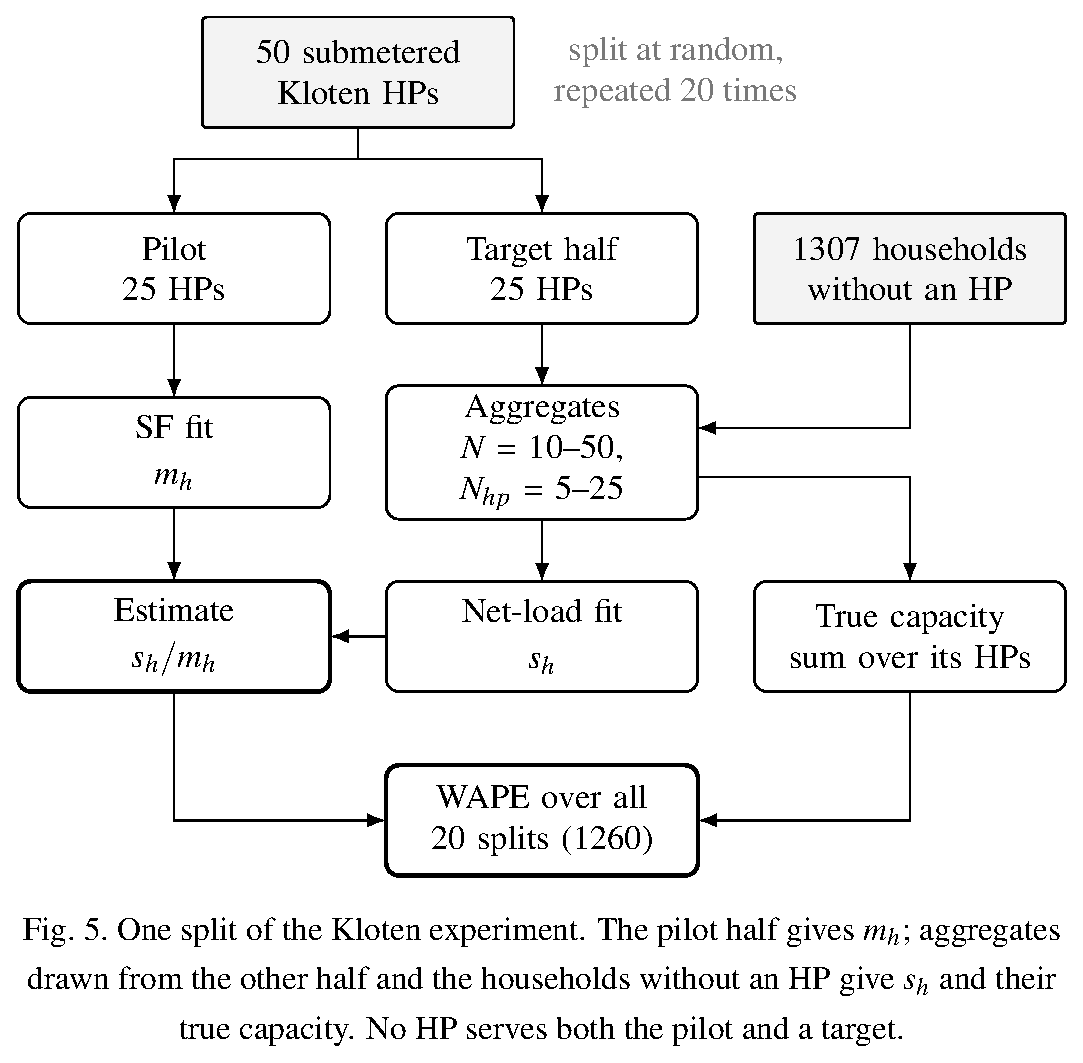 50 submetered
Kloten HPs
split at random,
repeated 20 times
Pilot
25 HPs
Target half
25 HPs
1307 households
without an HP
SF fit
m_h
Aggregates
N = 10–50,
N_hp = 5–25
Estimate
s_h/m_h
Net-load fit
s_h
True capacity
sum over its HPs
WAPE over all
20 splits (1260)
Fig. 5. One split of the Kloten experiment. The pilot half gives m_h; aggregates
drawn from the other half and the households without an HP give s_h and their
true capacity. No HP serves both the pilot and a target.